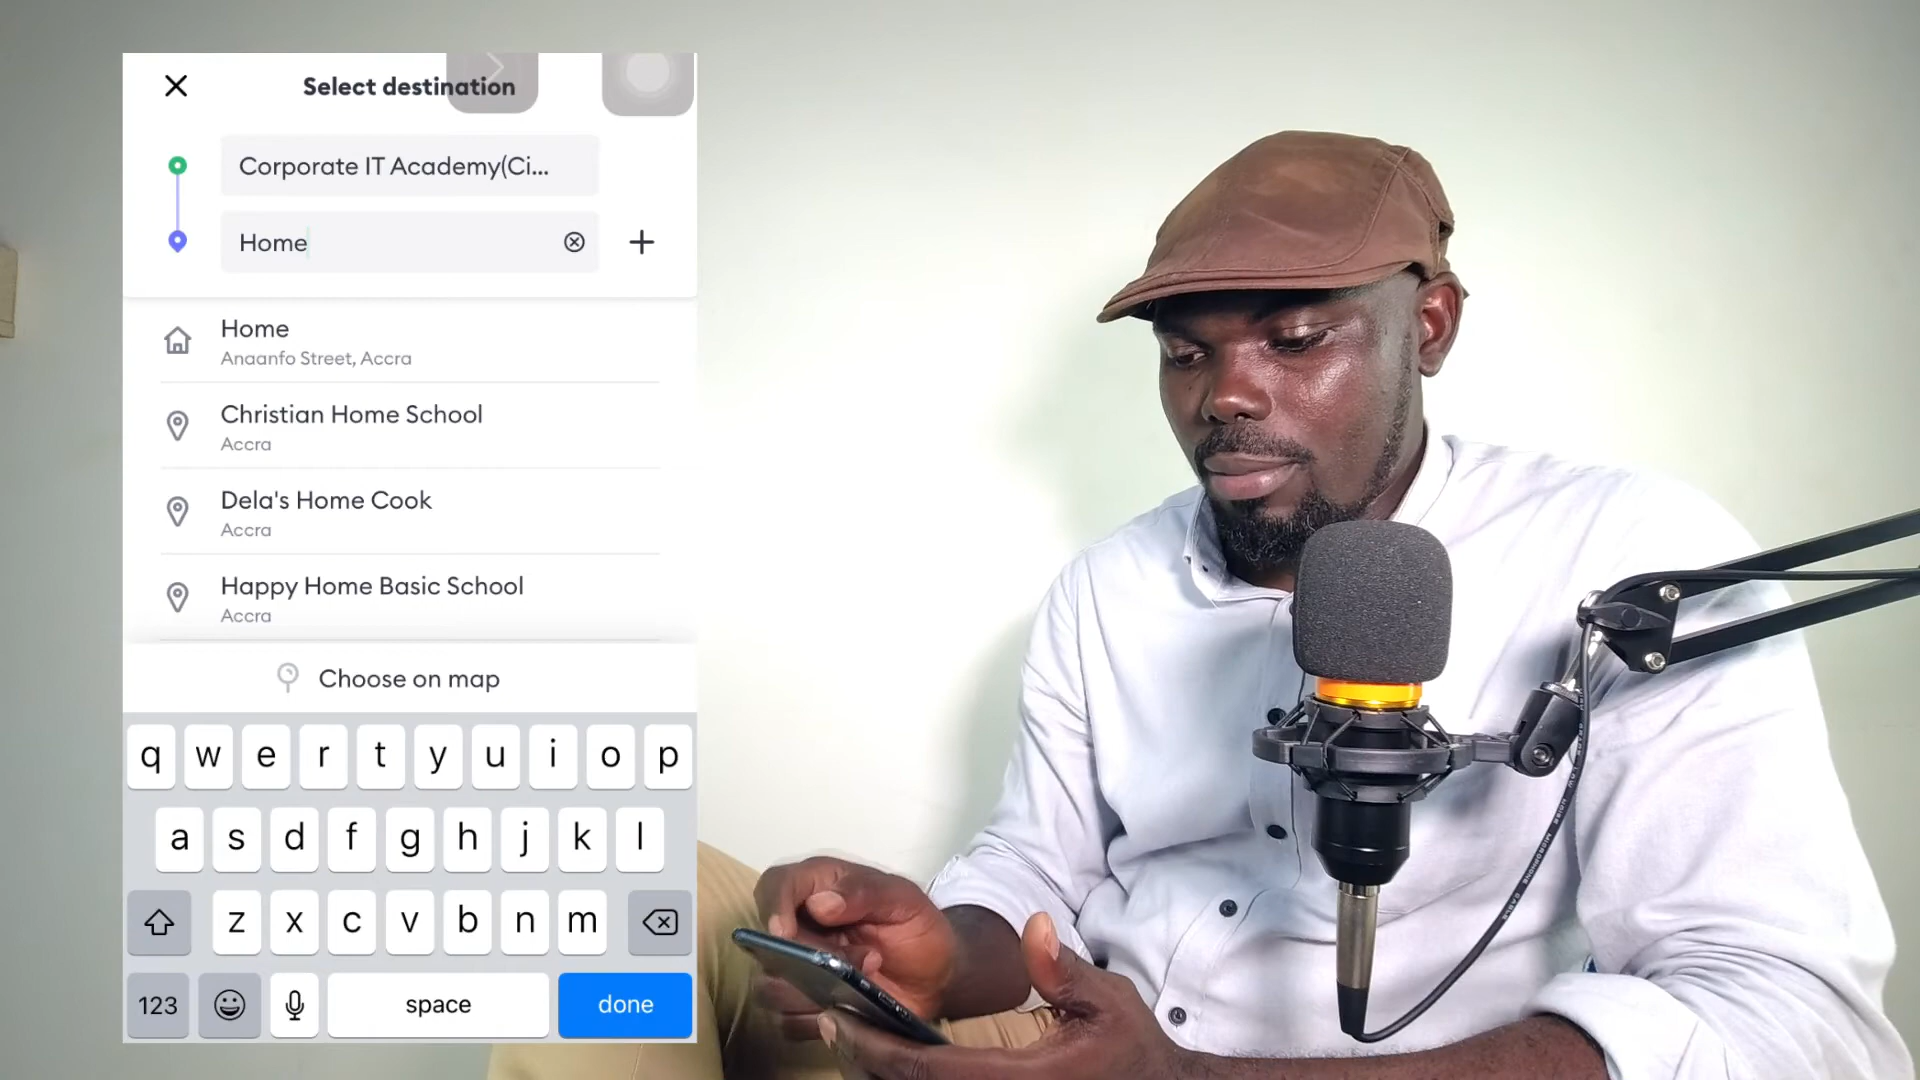 Select destination
Corporate IT Academy(Ci...
Home
Home
Anaanfo Street, Accra
Christian Home School
Accra
Dela's Home Cook
Accra
Happy Home Basic School
Accra
Choose on map
q w e r t y u i o p
a s d f g h j k l
z x c v b n m
123 space done